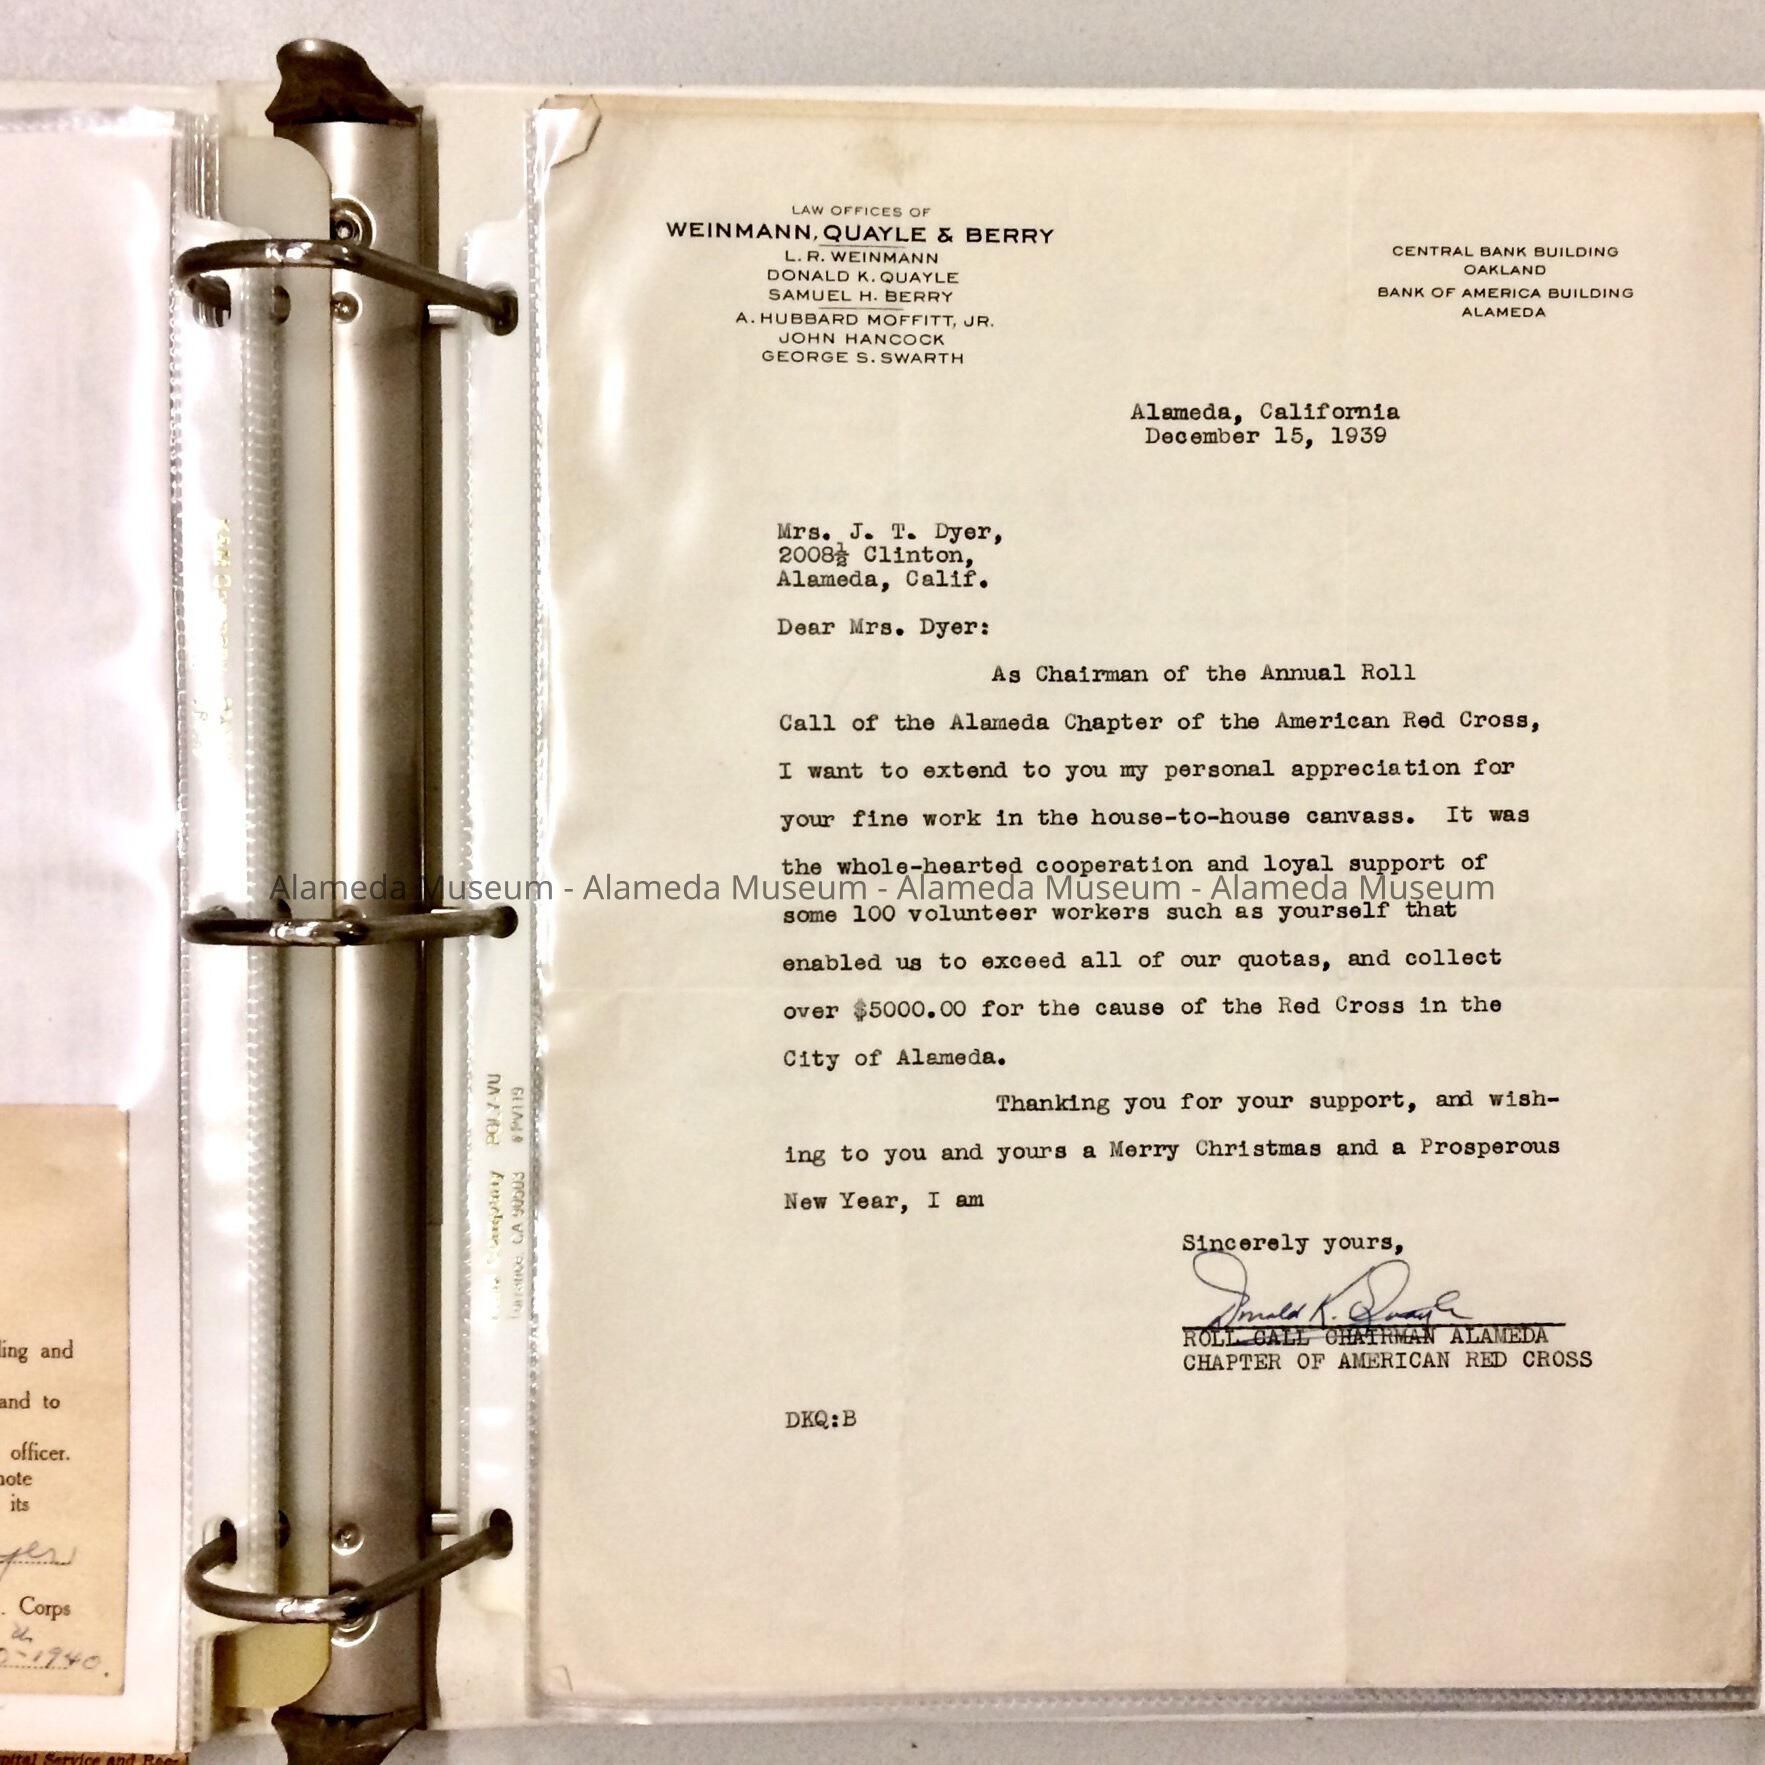 LAW OFFICES OF
WEINMANN, QUAYLE & BERRY
L. R. WEINMANN
DONALD K. QUAYLE
SAMUEL H. BERRY
A. HUBBARD MOFFITT, JR.
JOHN HANCOCK
GEORGE S. SWARTH
CENTRAL BANK BUILDING
OAKLAND
BANK OF AMERICA BUILDING
ALAMEDA
Alameda, California
December 15, 1939
Mrs. J. T. Dyer,
2008½ Clinton,
Alameda, Calif.
Dear Mrs. Dyer:
As Chairman of the Annual Roll
Call of the Alameda Chapter of the American Red Cross,
I want to extend to you my personal appreciation for
your fine work in the house-to-house canvass. It was
the whole-hearted cooperation and loyal support of
Alameda Museum - Alameda Museum - Alameda Museum - Alameda Museum
some 100 volunteer workers such as yourself that
enabled us to exceed all of our quotas, and collect
over $5000.00 for the cause of the Red Cross in the
City of Alameda.
Thanking you for your support, and wish-
ing to you and yours a Merry Christmas and a Prosperous
New Year, I am
Sincerely yours,
Donald K. Quayle
ROLL CALL CHAIRMAN ALAMEDA
CHAPTER OF AMERICAN RED CROSS
DKQ:B
Company POLY-VU
CA 90503
and
and to
officer.
its
Corps
1940.
Service and Rec